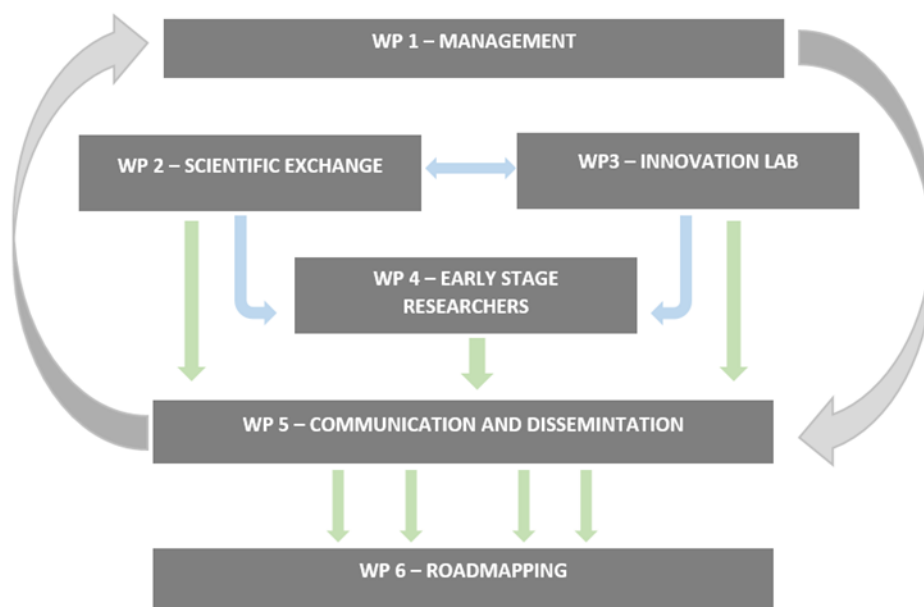 WP 1 – MANAGEMENT
WP 2 – SCIENTIFIC EXCHANGE
WP3 – INNOVATION LAB
WP 4 – EARLY STAGE
RESEARCHERS
WP 5 – COMMUNICATION AND DISSEMINTATION
WP 6 – ROADMAPPING